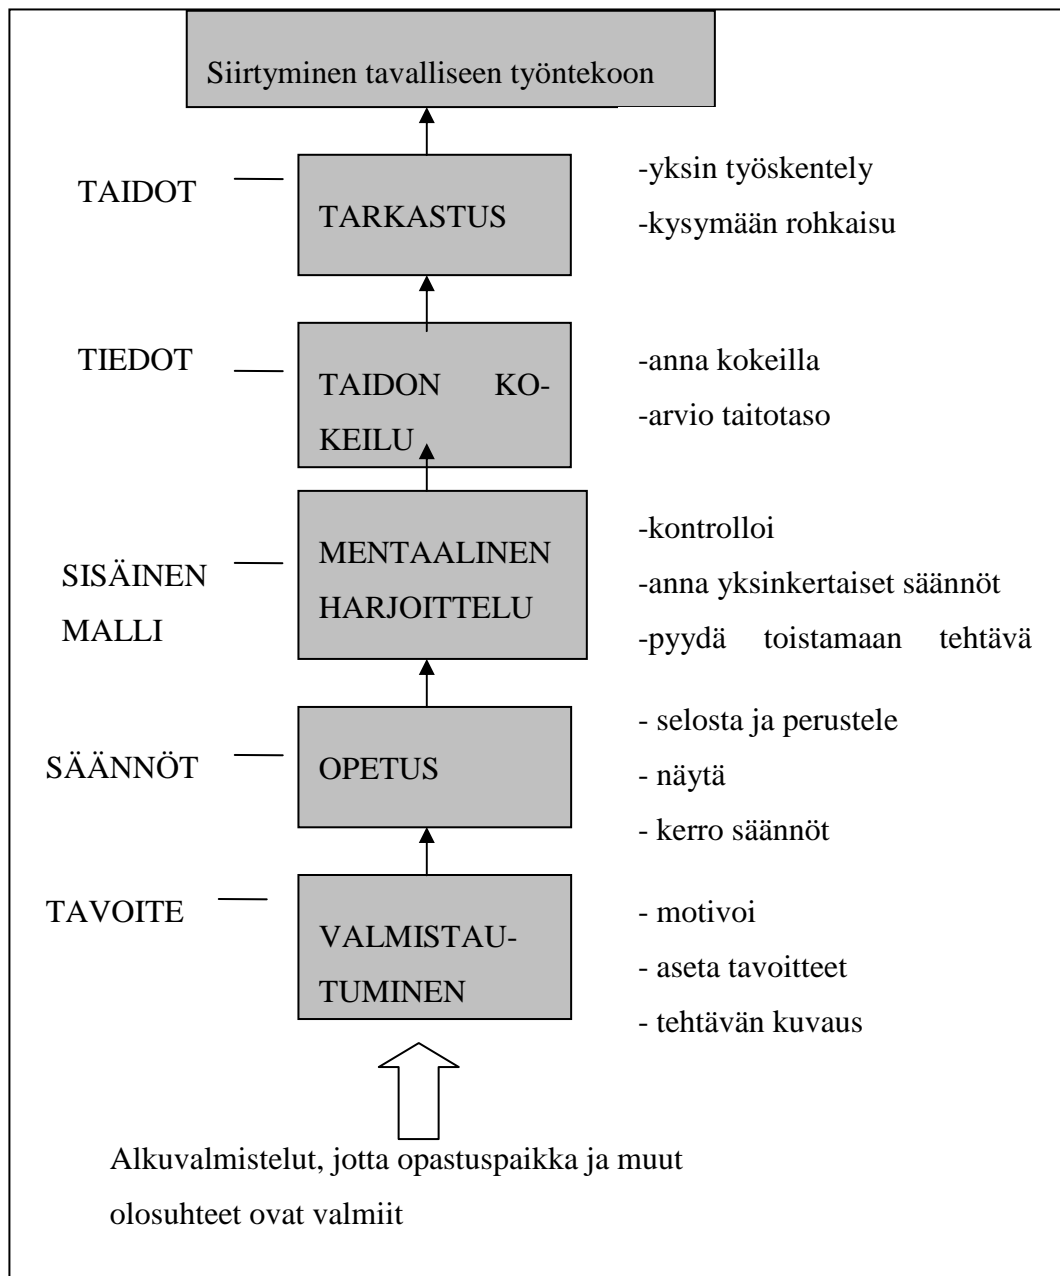 Siirtyminen tavalliseen työntekoon
TAIDOT
TARKASTUS
-yksin työskentely
-kysymään rohkaisu
TIEDOT
TAIDON KO-
KEILU
-anna kokeilla
-arvio taitotaso
SISÄINEN
MALLI
MENTAALINEN
HARJOITTELU
-kontrolloi
-anna yksinkertaiset säännöt
-pyydä toistamaan tehtävä
SÄÄNNÖT
OPETUS
- selosta ja perustele
- näytä
- kerro säännöt
TAVOITE
VALMISTAU-
TUMINEN
- motivoi
- aseta tavoitteet
- tehtävän kuvaus
Alkuvalmistelut, jotta opastuspaikka ja muut
olosuhteet ovat valmiit